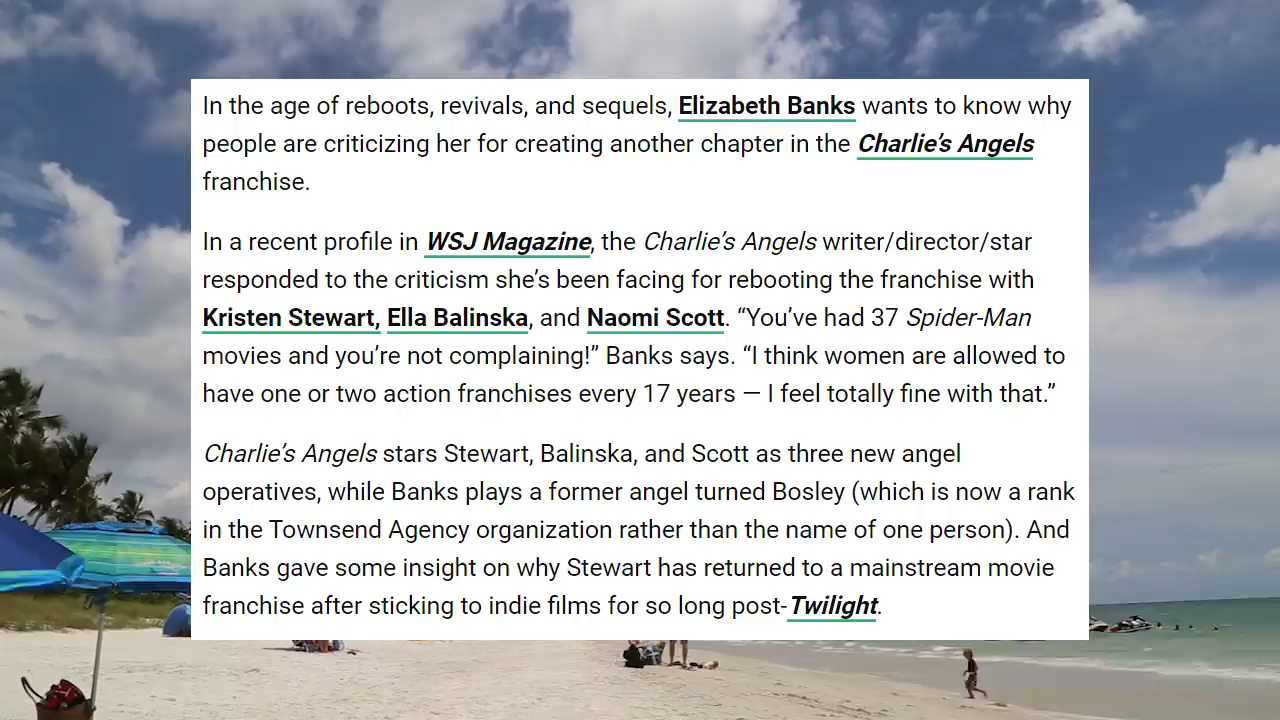 In the age of reboots, revivals, and sequels, Elizabeth Banks wants to know why
people are criticizing her for creating another chapter in the Charlie’s Angels
franchise.
In a recent profile in WSJ Magazine, the Charlie’s Angels writer/director/star
responded to the criticism she’s been facing for rebooting the franchise with
Kristen Stewart, Ella Balinska, and Naomi Scott. “You’ve had 37 Spider-Man
movies and you’re not complaining!” Banks says. “I think women are allowed to
have one or two action franchises every 17 years — I feel totally fine with that.”
Charlie’s Angels stars Stewart, Balinska, and Scott as three new angel
operatives, while Banks plays a former angel turned Bosley (which is now a rank
in the Townsend Agency organization rather than the name of one person). And
Banks gave some insight on why Stewart has returned to a mainstream movie
franchise after sticking to indie films for so long post-Twilight.